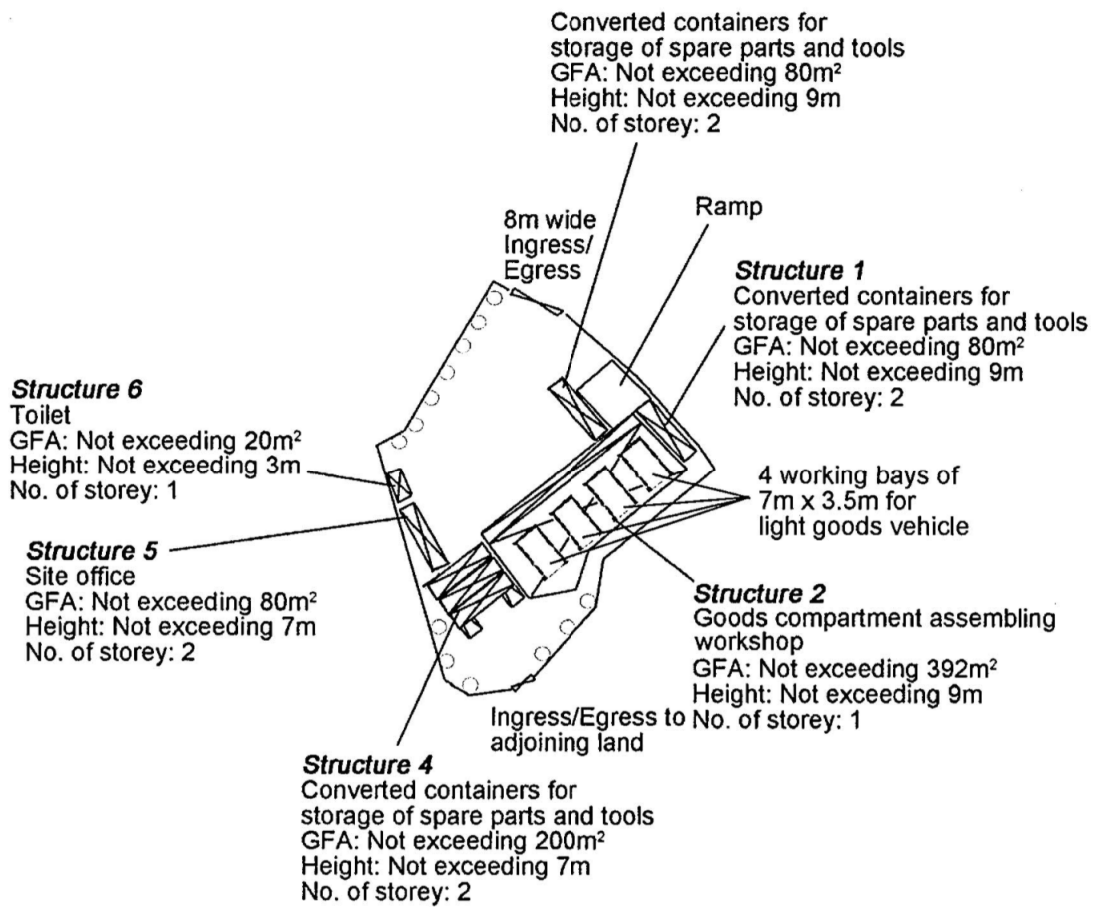 Converted containers for
storage of spare parts and tools
GFA: Not exceeding 80m²
Height: Not exceeding 9m
No. of storey: 2
Ramp
8m wide
Ingress/
Egress
Structure 1
Converted containers for
storage of spare parts and tools
GFA: Not exceeding 80m²
Height: Not exceeding 9m
No. of storey: 2
Structure 6
Toilet
GFA: Not exceeding 20m²
Height: Not exceeding 3m
No. of storey: 1
4 working bays of
7m x 3.5m for
light goods vehicle
Structure 5
Site office
GFA: Not exceeding 80m²
Height: Not exceeding 7m
No. of storey: 2
Structure 2
Goods compartment assembling
workshop
GFA: Not exceeding 392m²
Height: Not exceeding 9m
No. of storey: 1
Ingress/Egress to
adjoining land
Structure 4
Converted containers for
storage of spare parts and tools
GFA: Not exceeding 200m²
Height: Not exceeding 7m
No. of storey: 2